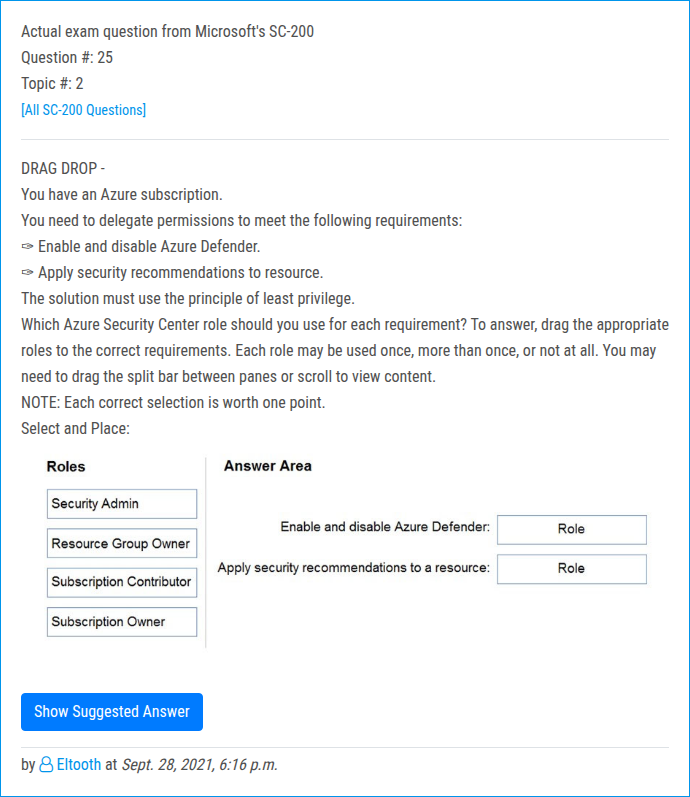 Actual exam question from Microsoft's SC-200
Question #: 25
Topic #: 2
[All SC-200 Questions]
DRAG DROP -
You have an Azure subscription.
You need to delegate permissions to meet the following requirements:
✑ Enable and disable Azure Defender.
✑ Apply security recommendations to resource.
The solution must use the principle of least privilege.
Which Azure Security Center role should you use for each requirement? To answer, drag the appropriate
roles to the correct requirements. Each role may be used once, more than once, or not at all. You may
need to drag the split bar between panes or scroll to view content.
NOTE: Each correct selection is worth one point.
Select and Place:
Roles
Security Admin
Resource Group Owner
Subscription Contributor
Subscription Owner
Answer Area
Enable and disable Azure Defender: Role
Apply security recommendations to a resource: Role
Show Suggested Answer
by Eltooth at Sept. 28, 2021, 6:16 p.m.